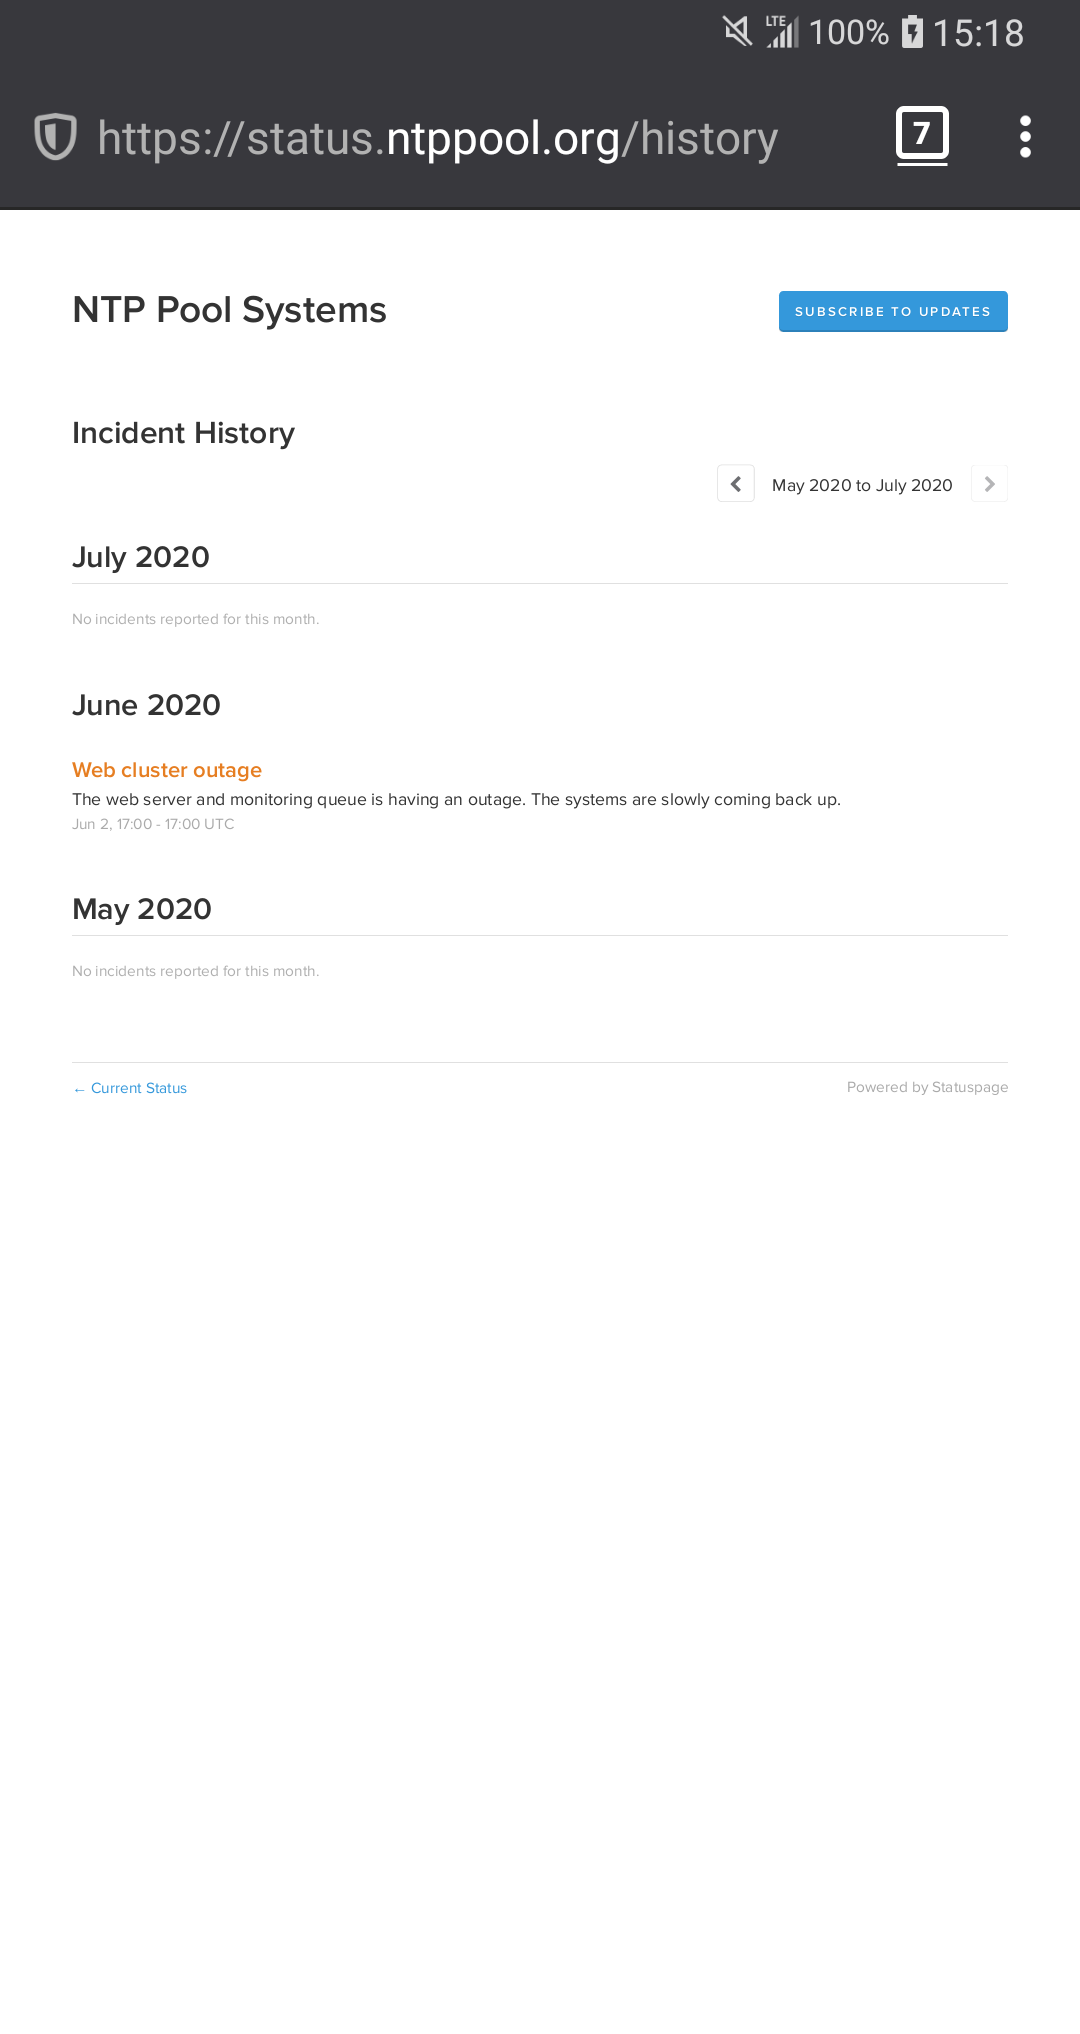 LTE 100% 15:18
https://status.ntppool.org/history 7
NTP Pool Systems
SUBSCRIBE TO UPDATES
Incident History
May 2020 to July 2020
July 2020
No incidents reported for this month.
June 2020
Web cluster outage
The web server and monitoring queue is having an outage. The systems are slowly coming back up.
Jun 2, 17:00 - 17:00 UTC
May 2020
No incidents reported for this month.
← Current Status
Powered by Statuspage